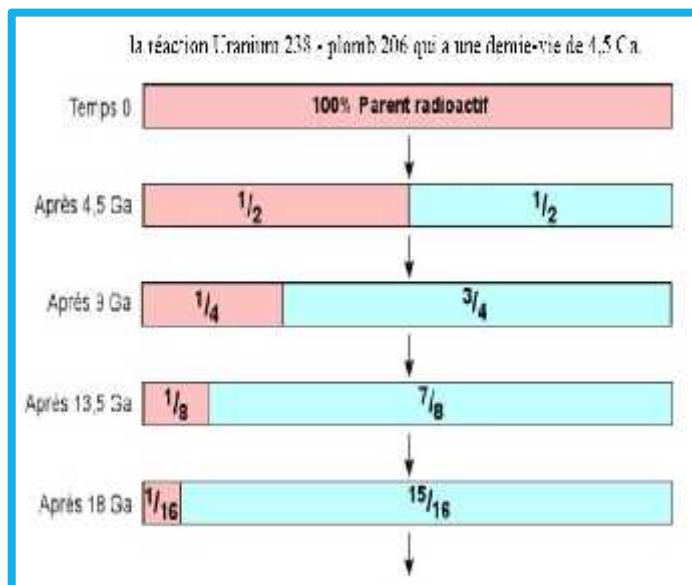 la réaction Uranium 238 - plomb 206 qui a une demie-vie de 4,5 Ga.
Temps 0
100% Parent radioactif
Après 4,5 Ga
1/2
1/2
Après 9 Ga
1/4
3/4
Après 13,5 Ga
1/8
7/8
Après 18 Ga
1/16
15/16